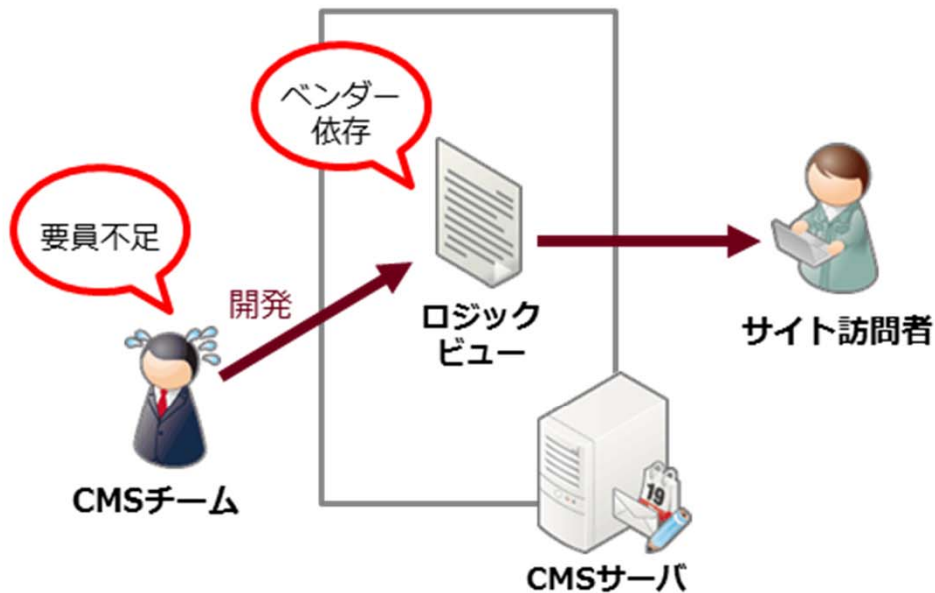 ベンダー
依存
要員不足
開発
ロジック
ビュー
サイト訪問者
CMSチーム
19
CMSサーバ